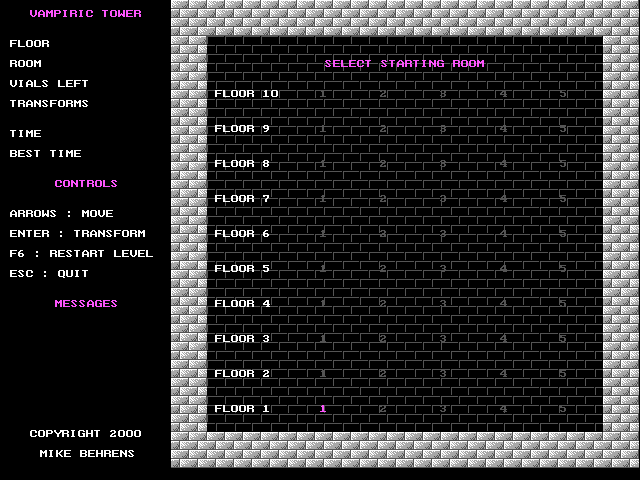 VAMPIRIC TOWER
FLOOR
ROOM
VIALS LEFT
TRANSFORMS
TIME
BEST TIME
CONTROLS
ARROWS : MOVE
ENTER : TRANSFORM
F6 : RESTART LEVEL
ESC : QUIT
MESSAGES
COPYRIGHT 2000
MIKE BEHRENS
SELECT STARTING ROOM
FLOOR 10 1 2 3 4 5
FLOOR 9 1 2 3 4 5
FLOOR 8 1 2 3 4 5
FLOOR 7 1 2 3 4 5
FLOOR 6 1 2 3 4 5
FLOOR 5 1 2 3 4 5
FLOOR 4 1 2 3 4 5
FLOOR 3 1 2 3 4 5
FLOOR 2 1 2 3 4 5
FLOOR 1 1 2 3 4 5